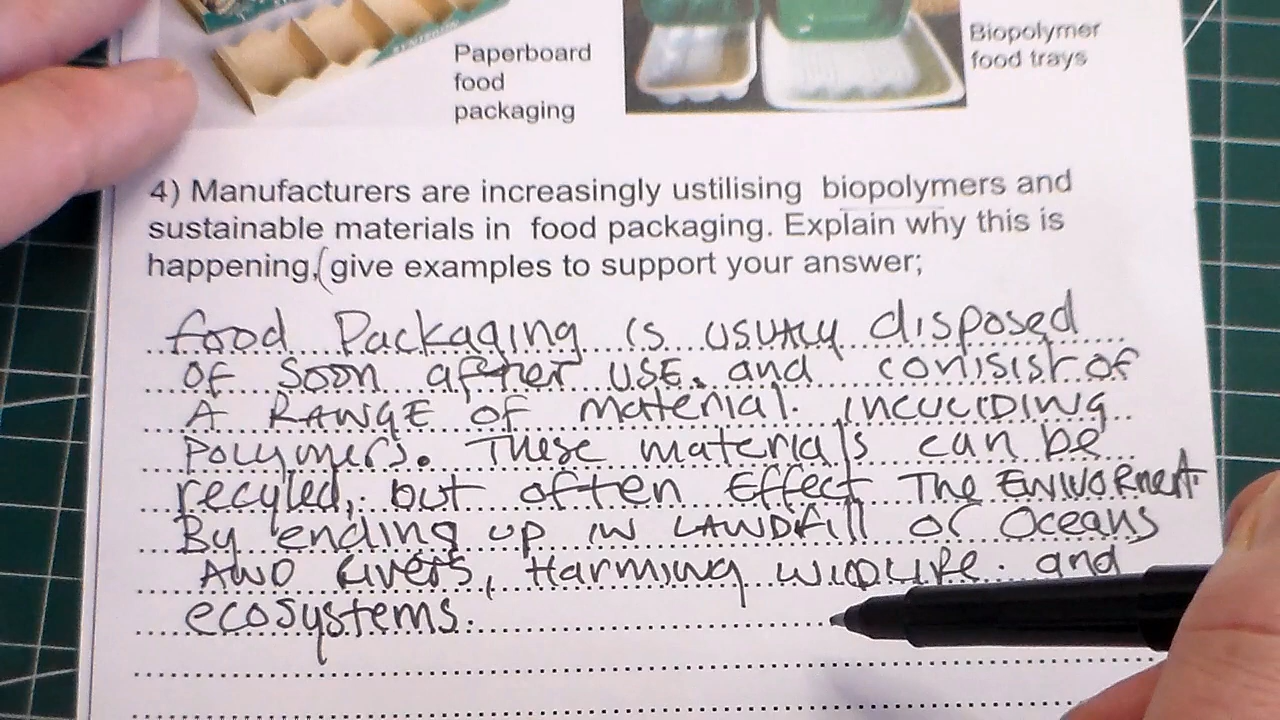 Paperboard
food
packaging
Biopolymer
food trays
4) Manufacturers are increasingly ustilising biopolymers and
sustainable materials in food packaging. Explain why this is
happening, (give examples to support your answer;
food Packaging is usually disposed
of Soon after use. and conisist of
A RANGE of material. INCUCIDING
Polymers. These materials can be
recyled, but often Effect The
By ending up in LANDFill or Oceans
AND Rivers, Harming WILDLIFE. and
ecosystems.